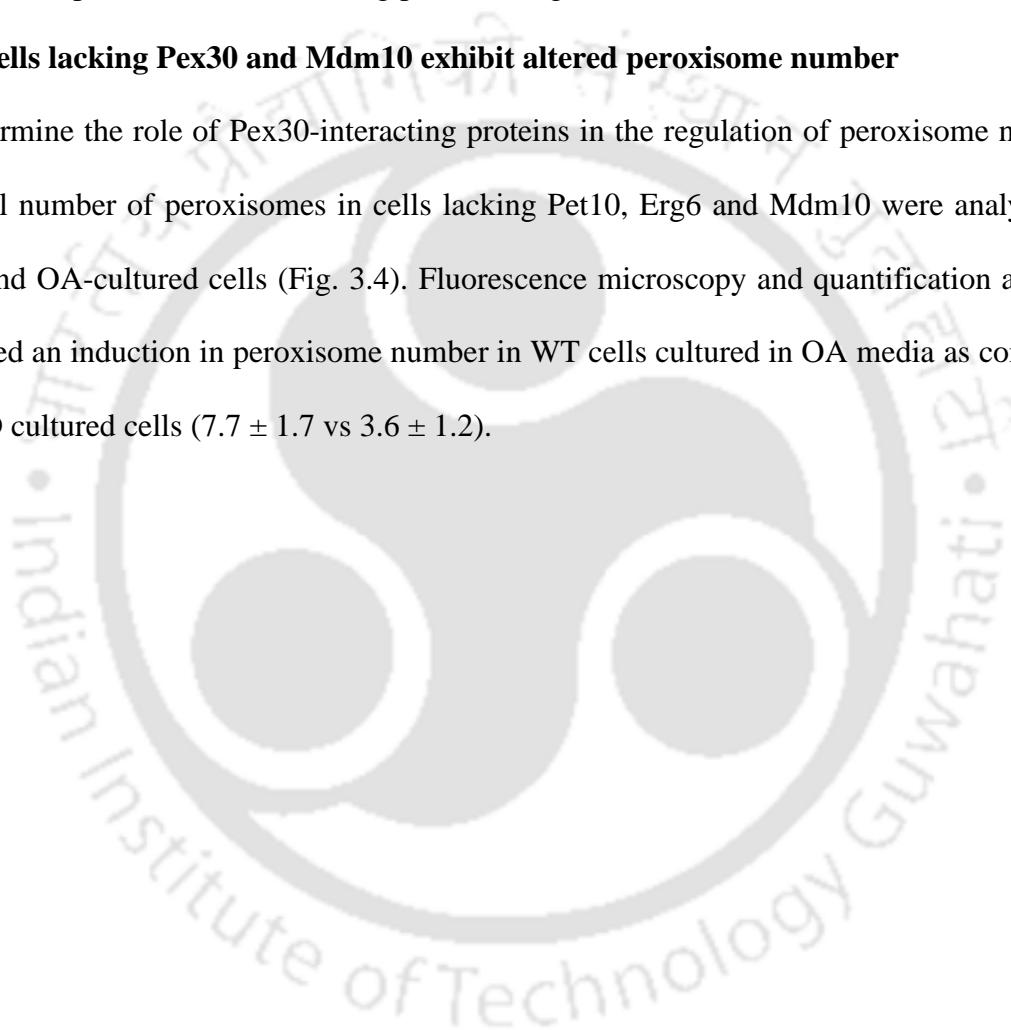 ells lacking Pex30 and Mdm10 exhibit altered peroxisome number
ermine the role of Pex30-interacting proteins in the regulation of peroxisome n
l number of peroxisomes in cells lacking Pet10, Erg6 and Mdm10 were analy
nd OA-cultured cells (Fig. 3.4). Fluorescence microscopy and quantification a
ed an induction in peroxisome number in WT cells cultured in OA media as co
cultured cells (7.7 ± 1.7 vs 3.6 ± 1.2).
Indian Institute of Technology Guwahati